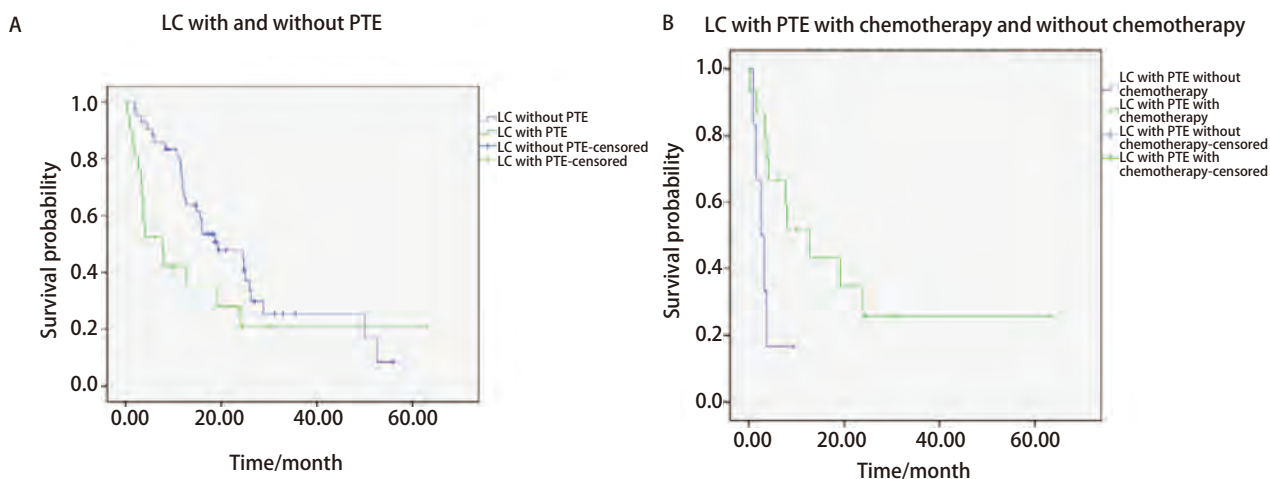 A
LC with and without PTE
1.0
0.8
0.6
0.4
0.2
0.0
Survival probability
0.00
20.00
40.00
60.00
Time/month
LC without PTE
LC with PTE
LC without PTE-censored
LC with PTE-censored
B
LC with PTE with chemotherapy and without chemotherapy
1.0
0.8
0.6
0.4
0.2
0.0
Survival probability
0.00
20.00
40.00
60.00
Time/month
LC with PTE without
chemotherapy
LC with PTE with
chemotherapy
LC with PTE without
chemotherapy-censored
LC with PTE with
chemotherapy-censored